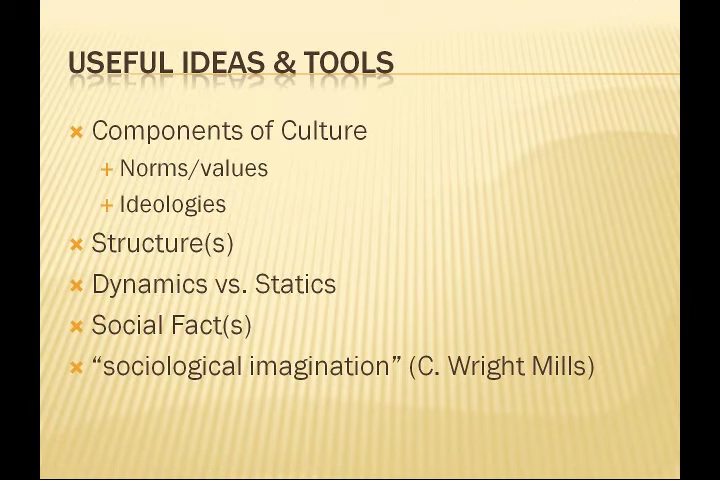 USEFUL IDEAS & TOOLS
Components of Culture
Norms/values
Ideologies
Structure(s)
Dynamics vs. Statics
Social Fact(s)
“sociological imagination” (C. Wright Mills)